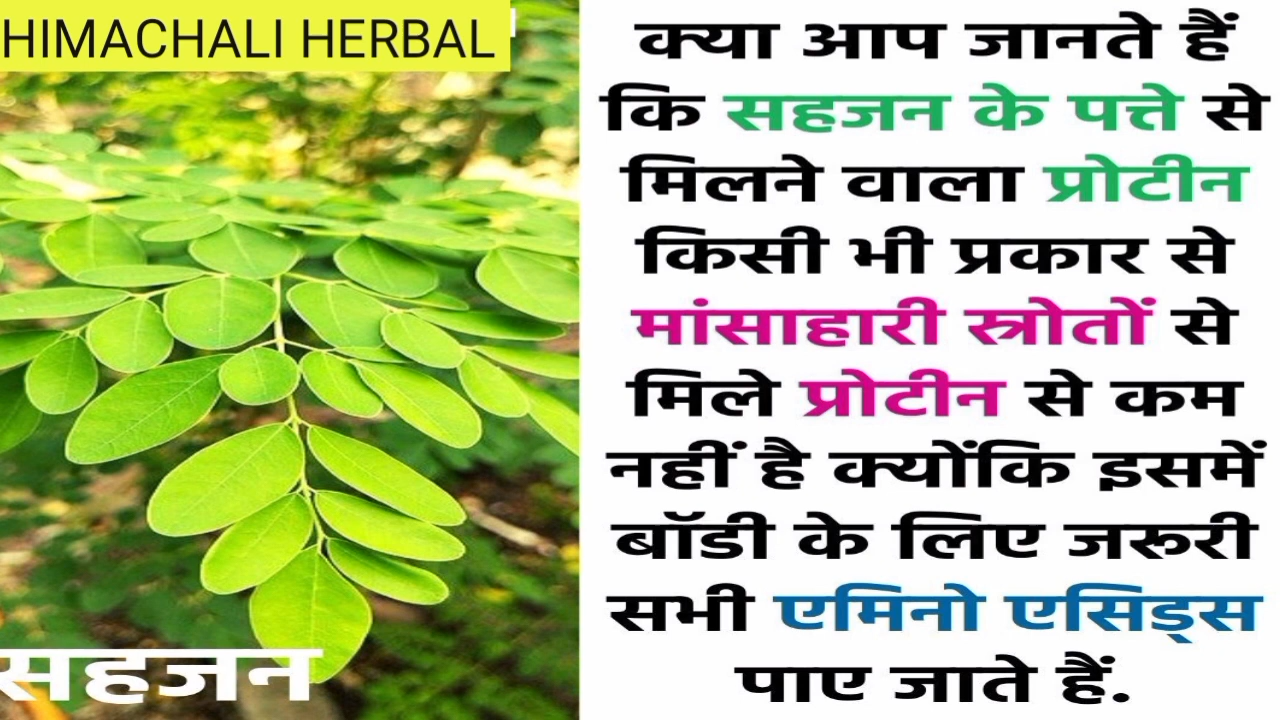 HIMACHALI HERBAL
क्या आप जानते हैं
कि सहजन के पत्ते से
मिलने वाला प्रोटीन
किसी भी प्रकार से
मांसाहारी स्त्रोतों से
मिले प्रोटीन से कम
नहीं है क्योंकि इसमें
बॉडी के लिए जरूरी
सभी एमिनो एसिड्स
पाए जाते हैं.
सहजन